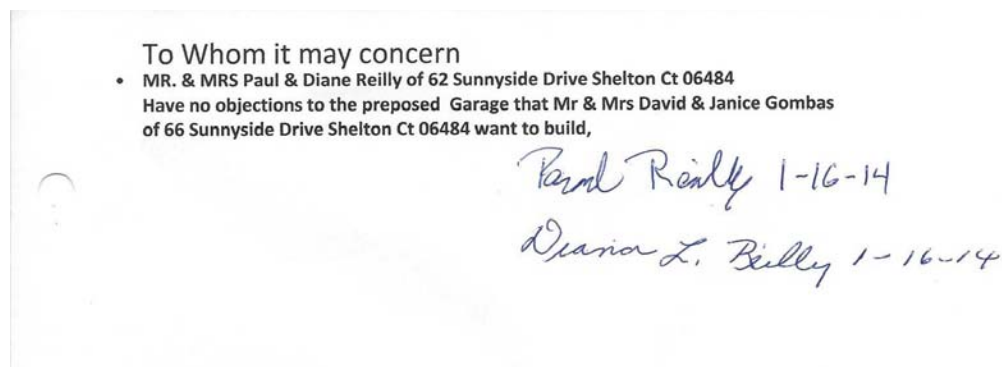 To Whom it may concern
• MR. & MRS Paul & Diane Reilly of 62 Sunnyside Drive Shelton Ct 06484
Have no objections to the preposed Garage that Mr & Mrs David & Janice Gombas
of 66 Sunnyside Drive Shelton Ct 06484 want to build,
Paul Reilly 1-16-14
Diana L. Reilly 1-16-14